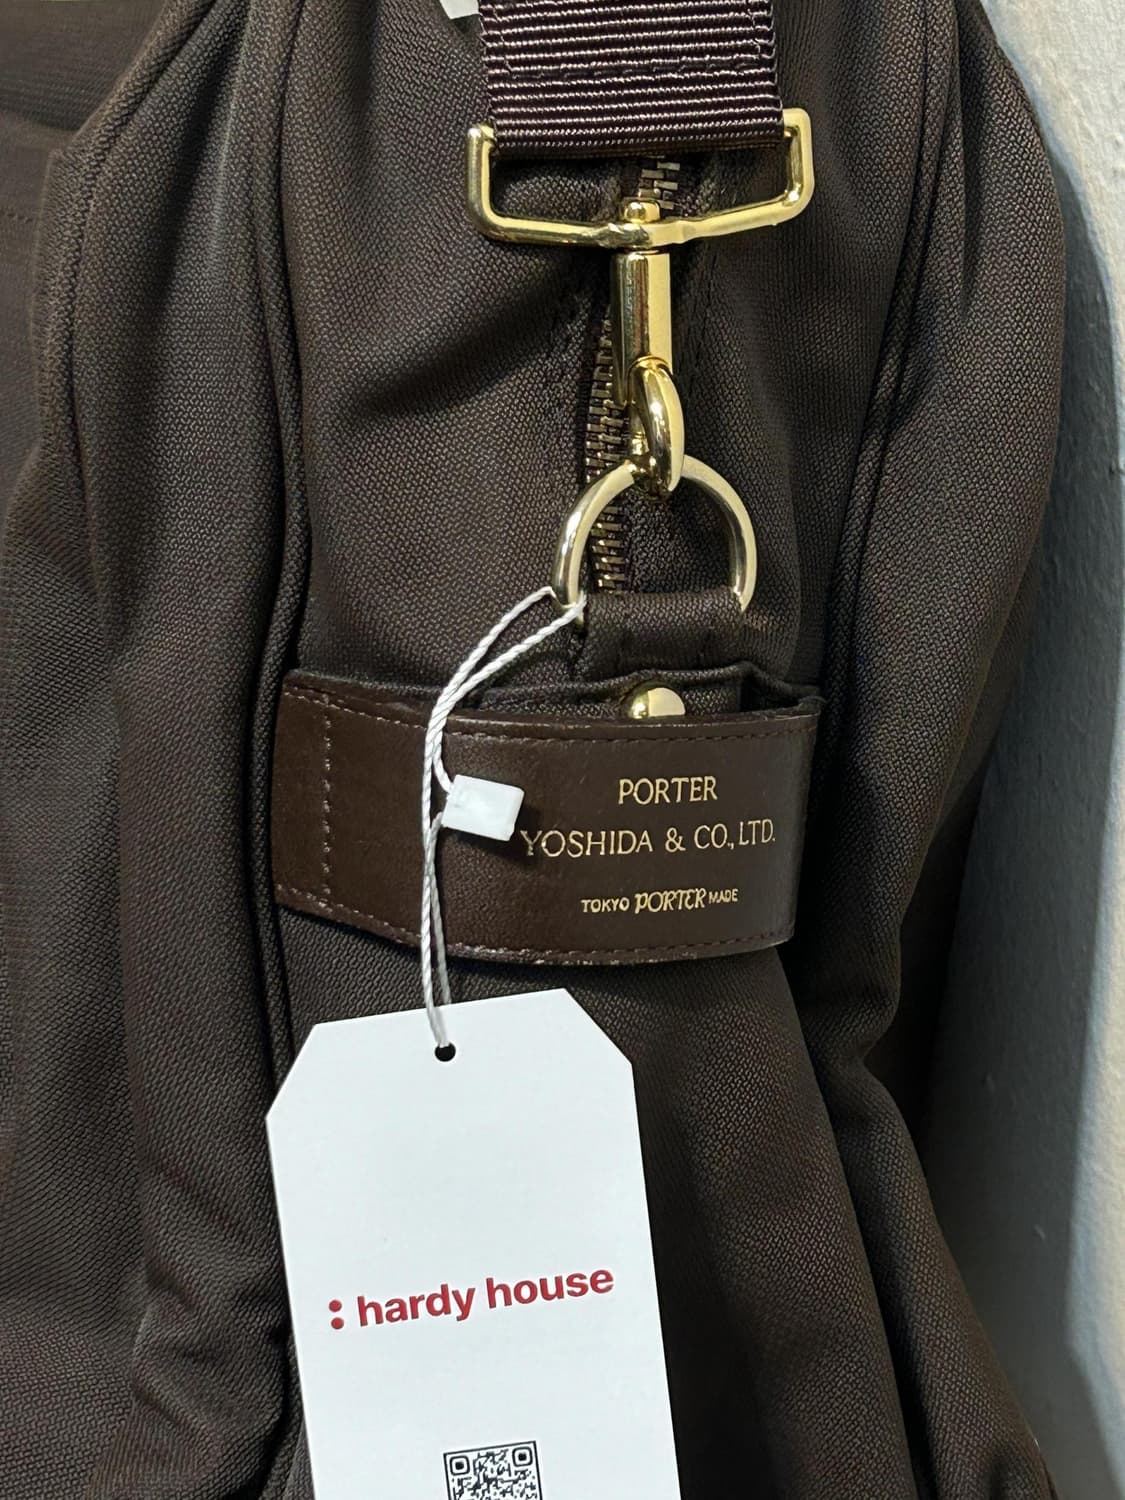 PORTER
YOSHIDA & CO., LTD.
TOKYO PORTER MADE
: hardy house